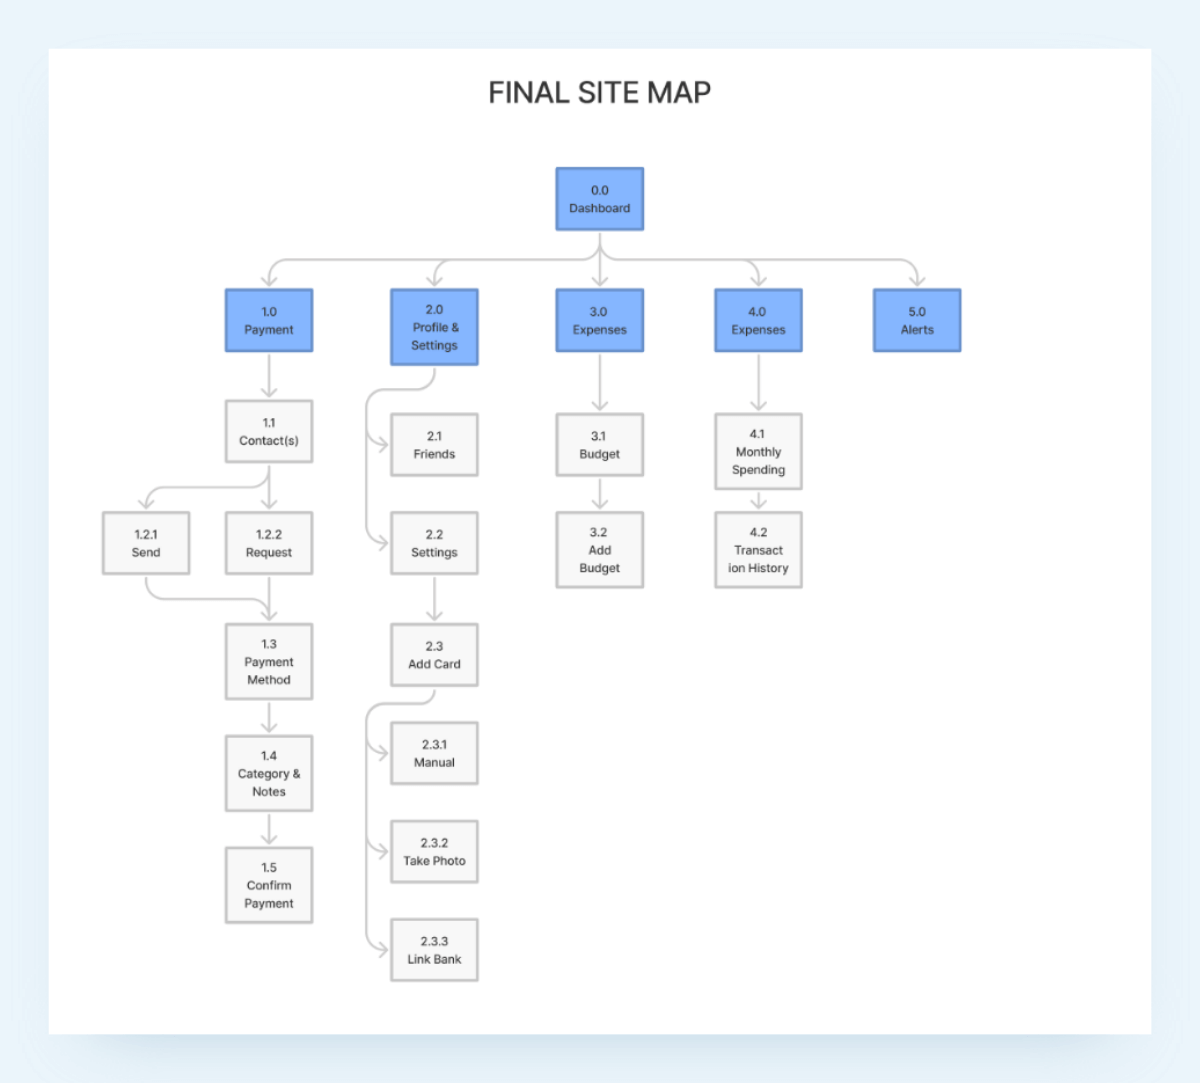 FINAL SITE MAP
0.0
Dashboard
1.0
Payment
2.0
Profile &
Settings
3.0
Expenses
4.0
Expenses
5.0
Alerts
1.1
Contact(s)
2.1
Friends
3.1
Budget
4.1
Monthly
Spending
1.2.1
Send
1.2.2
Request
2.2
Settings
3.2
Add
Budget
4.2
Transact
ion History
1.3
Payment
Method
2.3
Add Card
1.4
Category &
Notes
2.3.1
Manual
1.5
Confirm
Payment
2.3.2
Take Photo
2.3.3
Link Bank